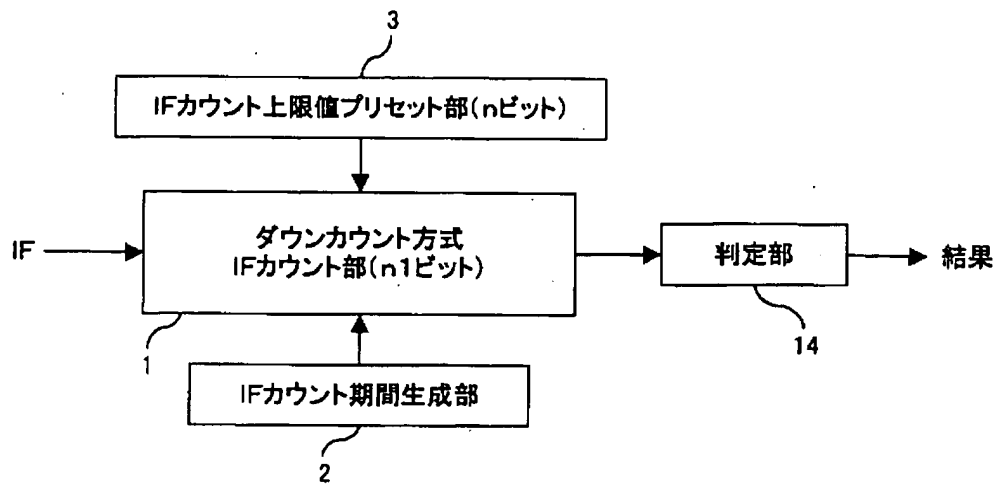 3
IFカウント上限値プリセット部(nビット)
IF
ダウンカウント方式
IFカウント部(n1ビット)
判定部
結果
1
14
IFカウント期間生成部
2